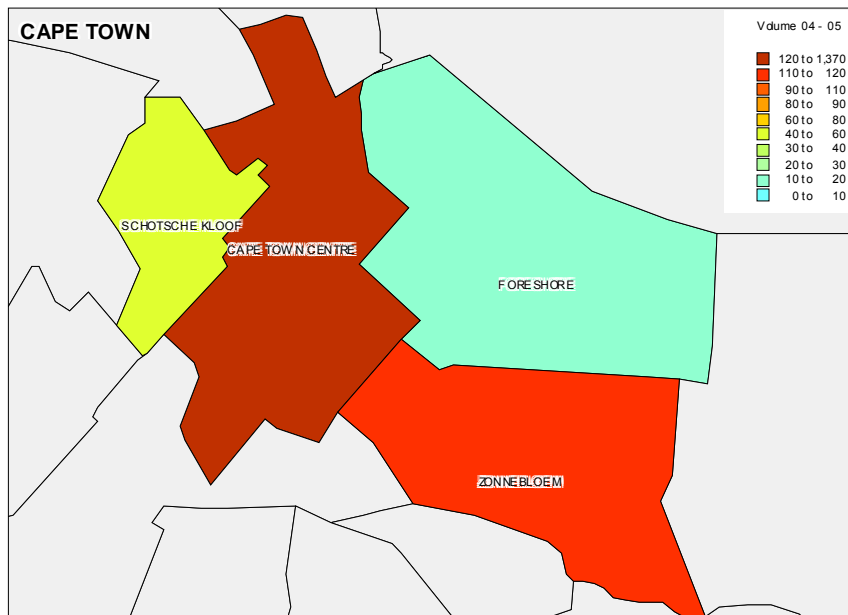 CAPE TOWN
Volume 04 - 05
120 to 1,370
110 to 120
90 to 110
80 to 90
60 to 80
40 to 60
30 to 40
20 to 30
10 to 20
0 to 10
SCHOTSCHE KLOOF
CAPE TOWN CENTRE
FORESHORE
ZONNEBLOEM